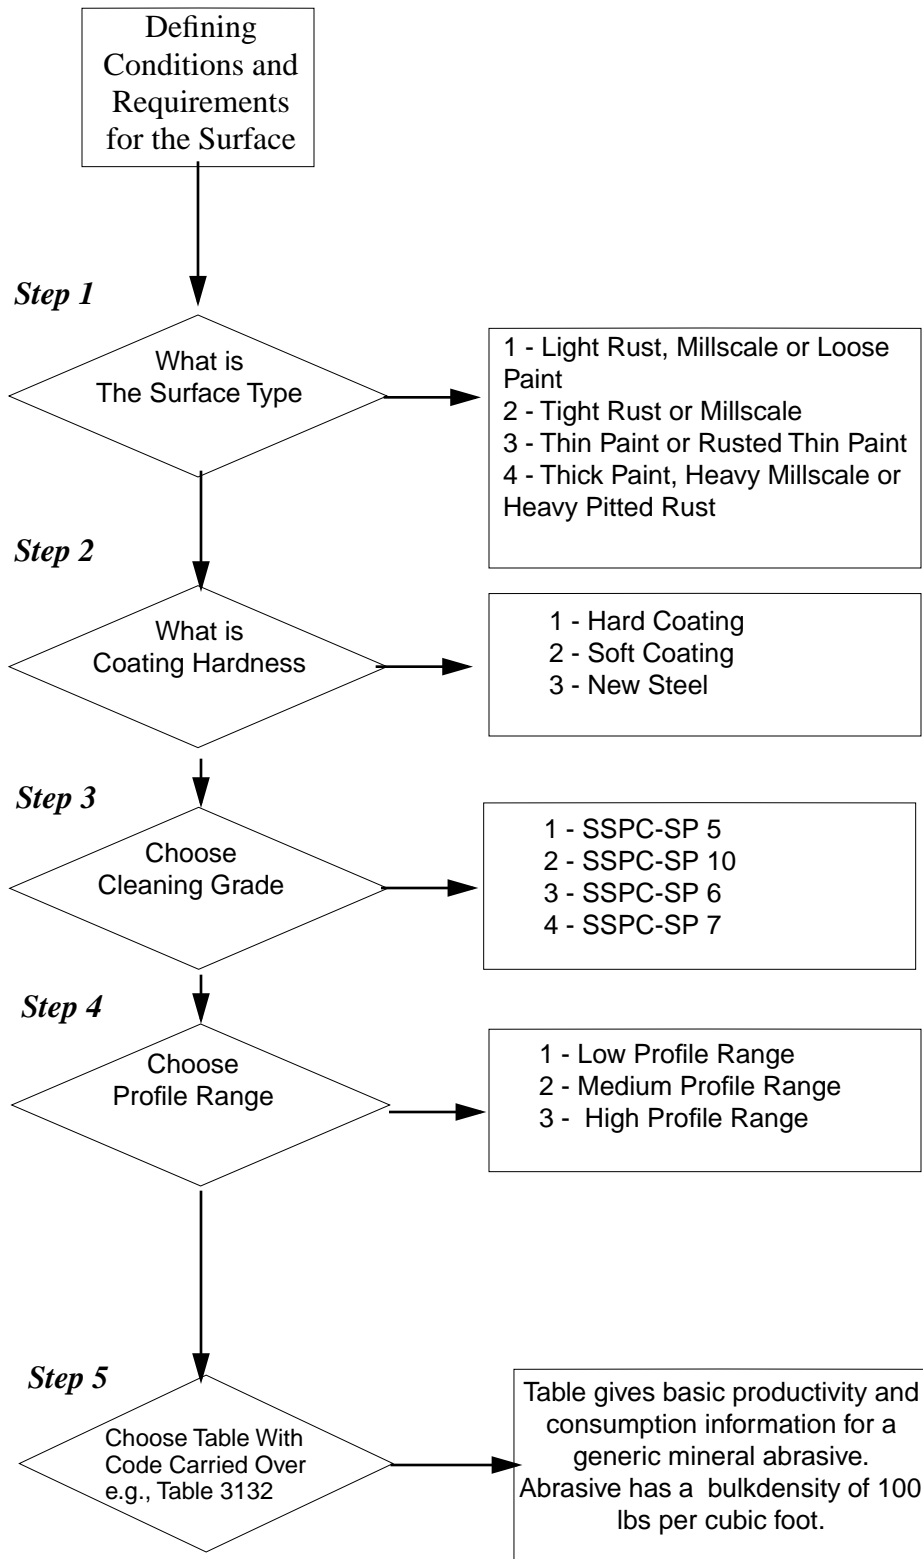 Defining
Conditions and
Requirements
for the Surface
Step 1
What is
The Surface Type
1 - Light Rust, Millscale or Loose
Paint
2 - Tight Rust or Millscale
3 - Thin Paint or Rusted Thin Paint
4 - Thick Paint, Heavy Millscale or
Heavy Pitted Rust
Step 2
What is
Coating Hardness
1 - Hard Coating
2 - Soft Coating
3 - New Steel
Step 3
Choose
Cleaning Grade
1 - SSPC-SP 5
2 - SSPC-SP 10
3 - SSPC-SP 6
4 - SSPC-SP 7
Step 4
Choose
Profile Range
1 - Low Profile Range
2 - Medium Profile Range
3 -  High Profile Range
Step 5
Choose Table With
Code Carried Over
e.g., Table 3132
Table gives basic productivity and
consumption information for a
generic mineral abrasive.
Abrasive has a  bulkdensity of 100
lbs per cubic foot.